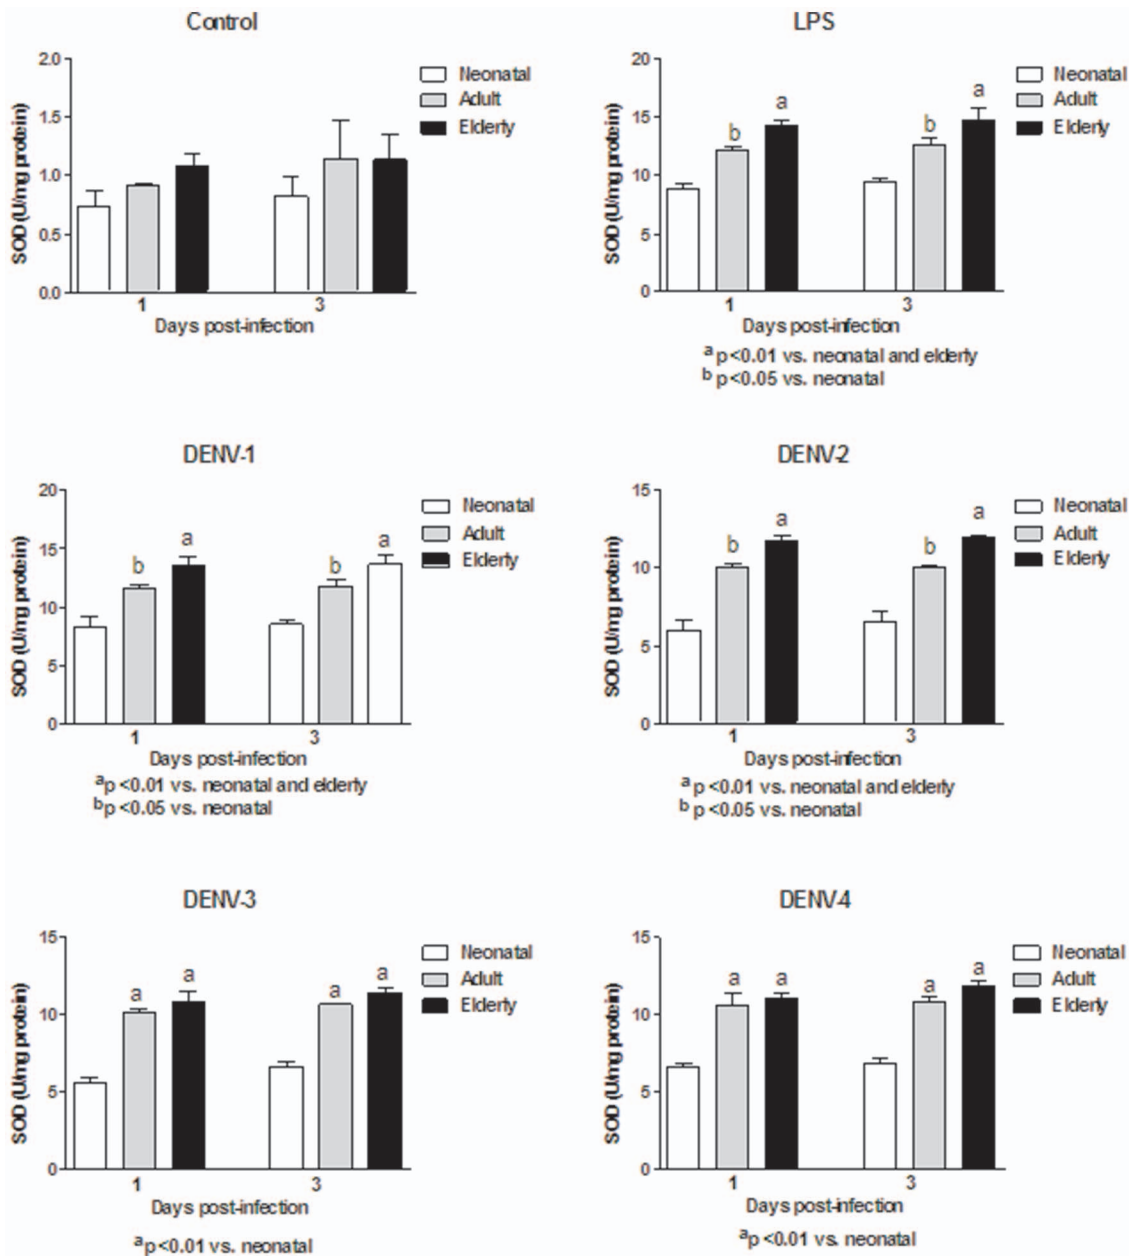 Control
2.0
1.5
1.0
0.5
0.0
SOD (U/mg protein)
Neonatal
Adult
Elderly
1
3
Days post-infection
LPS
20
15
10
5
0
SOD (U/mg protein)
b
a
b
a
Neonatal
Adult
Elderly
1
3
Days post-infection
a p<0.01 vs. neonatal and elderly
b p<0.05 vs. neonatal
DENV-1
20
15
10
5
0
SOD (U/mg protein)
b
a
b
a
Neonatal
Adult
Elderly
1
3
Days post-infection
a p<0.01 vs. neonatal and elderly
b p<0.05 vs. neonatal
DENV-2
15
10
5
0
SOD (U/mg protein)
b
a
b
a
Neonatal
Adult
Elderly
1
3
Days post-infection
a p<0.01 vs. neonatal and elderly
b p<0.05 vs. neonatal
DENV-3
15
10
5
0
SOD (U/mg protein)
a
a
a
a
Neonatal
Adult
Elderly
1
3
Days post-infection
a p<0.01 vs. neonatal
DENV-4
15
10
5
0
SOD (U/mg protein)
a
a
a
a
Neonatal
Adult
Elderly
1
3
Days post-infection
a p<0.01 vs. neonatal